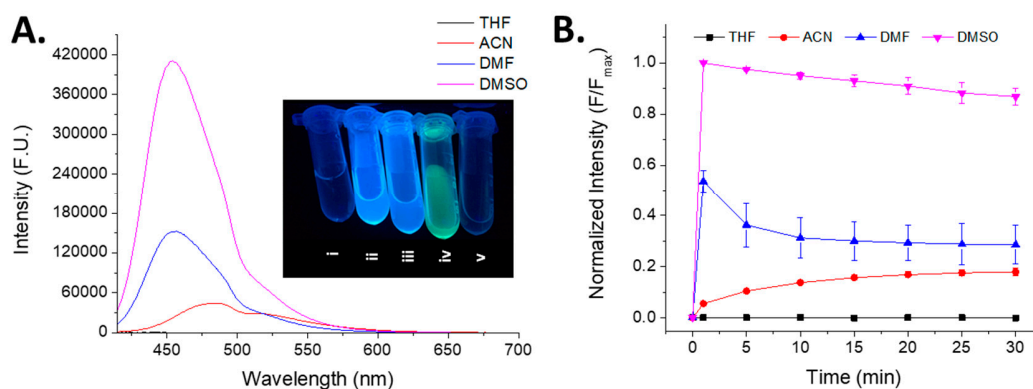 A.
THF
ACN
DMF
DMSO
420000
360000
300000
240000
180000
120000
60000
0
Intensity (F.U.)
i
ii
iii
iv
v
450 500 550 600 650 700
Wavelength (nm)
B.
THF ACN DMF DMSO
1.0
0.8
0.6
0.4
0.2
0.0
Normalized Intensity (F/Fmax)
0 5 10 15 20 25 30
Time (min)